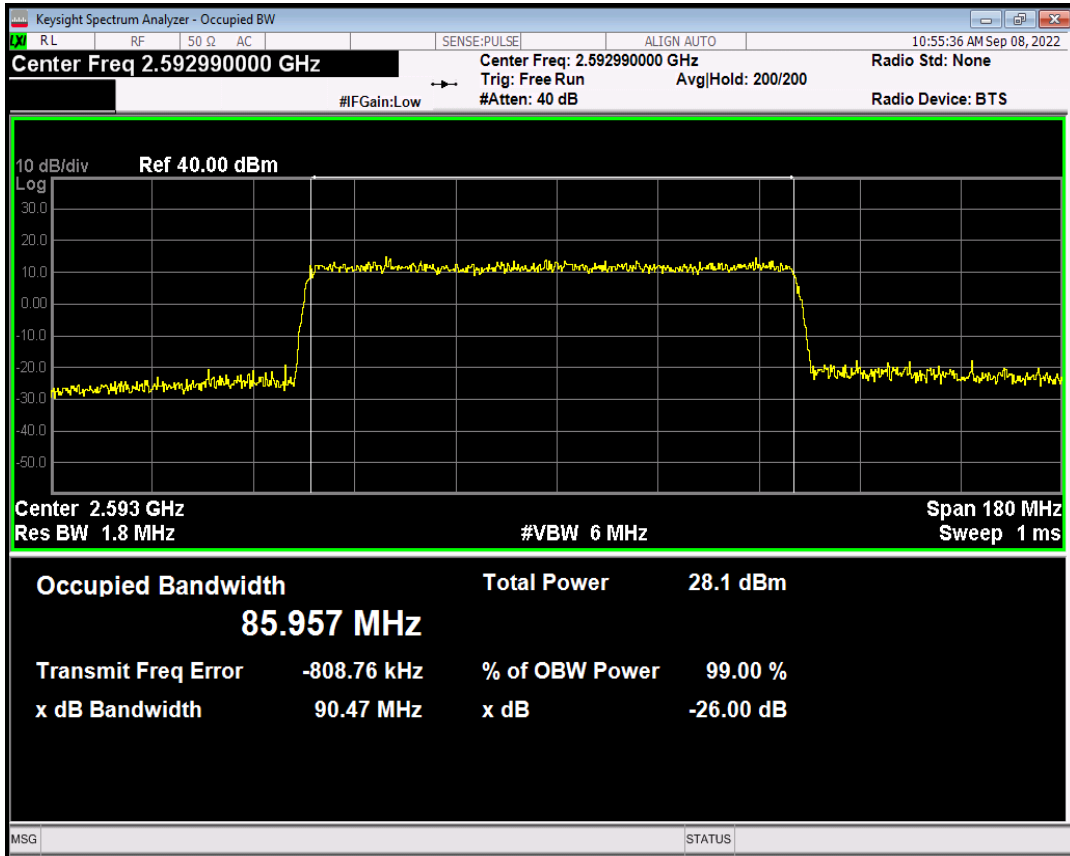 Keysight Spectrum Analyzer - Occupied BW
LXI RL RF 50 Ω AC SENSE:PULSE ALIGN AUTO 10:55:36 AM Sep 08, 2022
Center Freq 2.592990000 GHz Center Freq: 2.592990000 GHz Radio Std: None
Trig: Free Run Avg|Hold: 200/200
#IFGain:Low #Atten: 40 dB Radio Device: BTS
10 dB/div Ref 40.00 dBm
Log
30.0
20.0
10.0
0.00
-10.0
-20.0
-30.0
-40.0
-50.0
Center 2.593 GHz Span 180 MHz
Res BW 1.8 MHz #VBW 6 MHz Sweep 1 ms
Occupied Bandwidth Total Power 28.1 dBm
85.957 MHz
Transmit Freq Error -808.76 kHz % of OBW Power 99.00 %
x dB Bandwidth 90.47 MHz x dB -26.00 dB
MSG STATUS